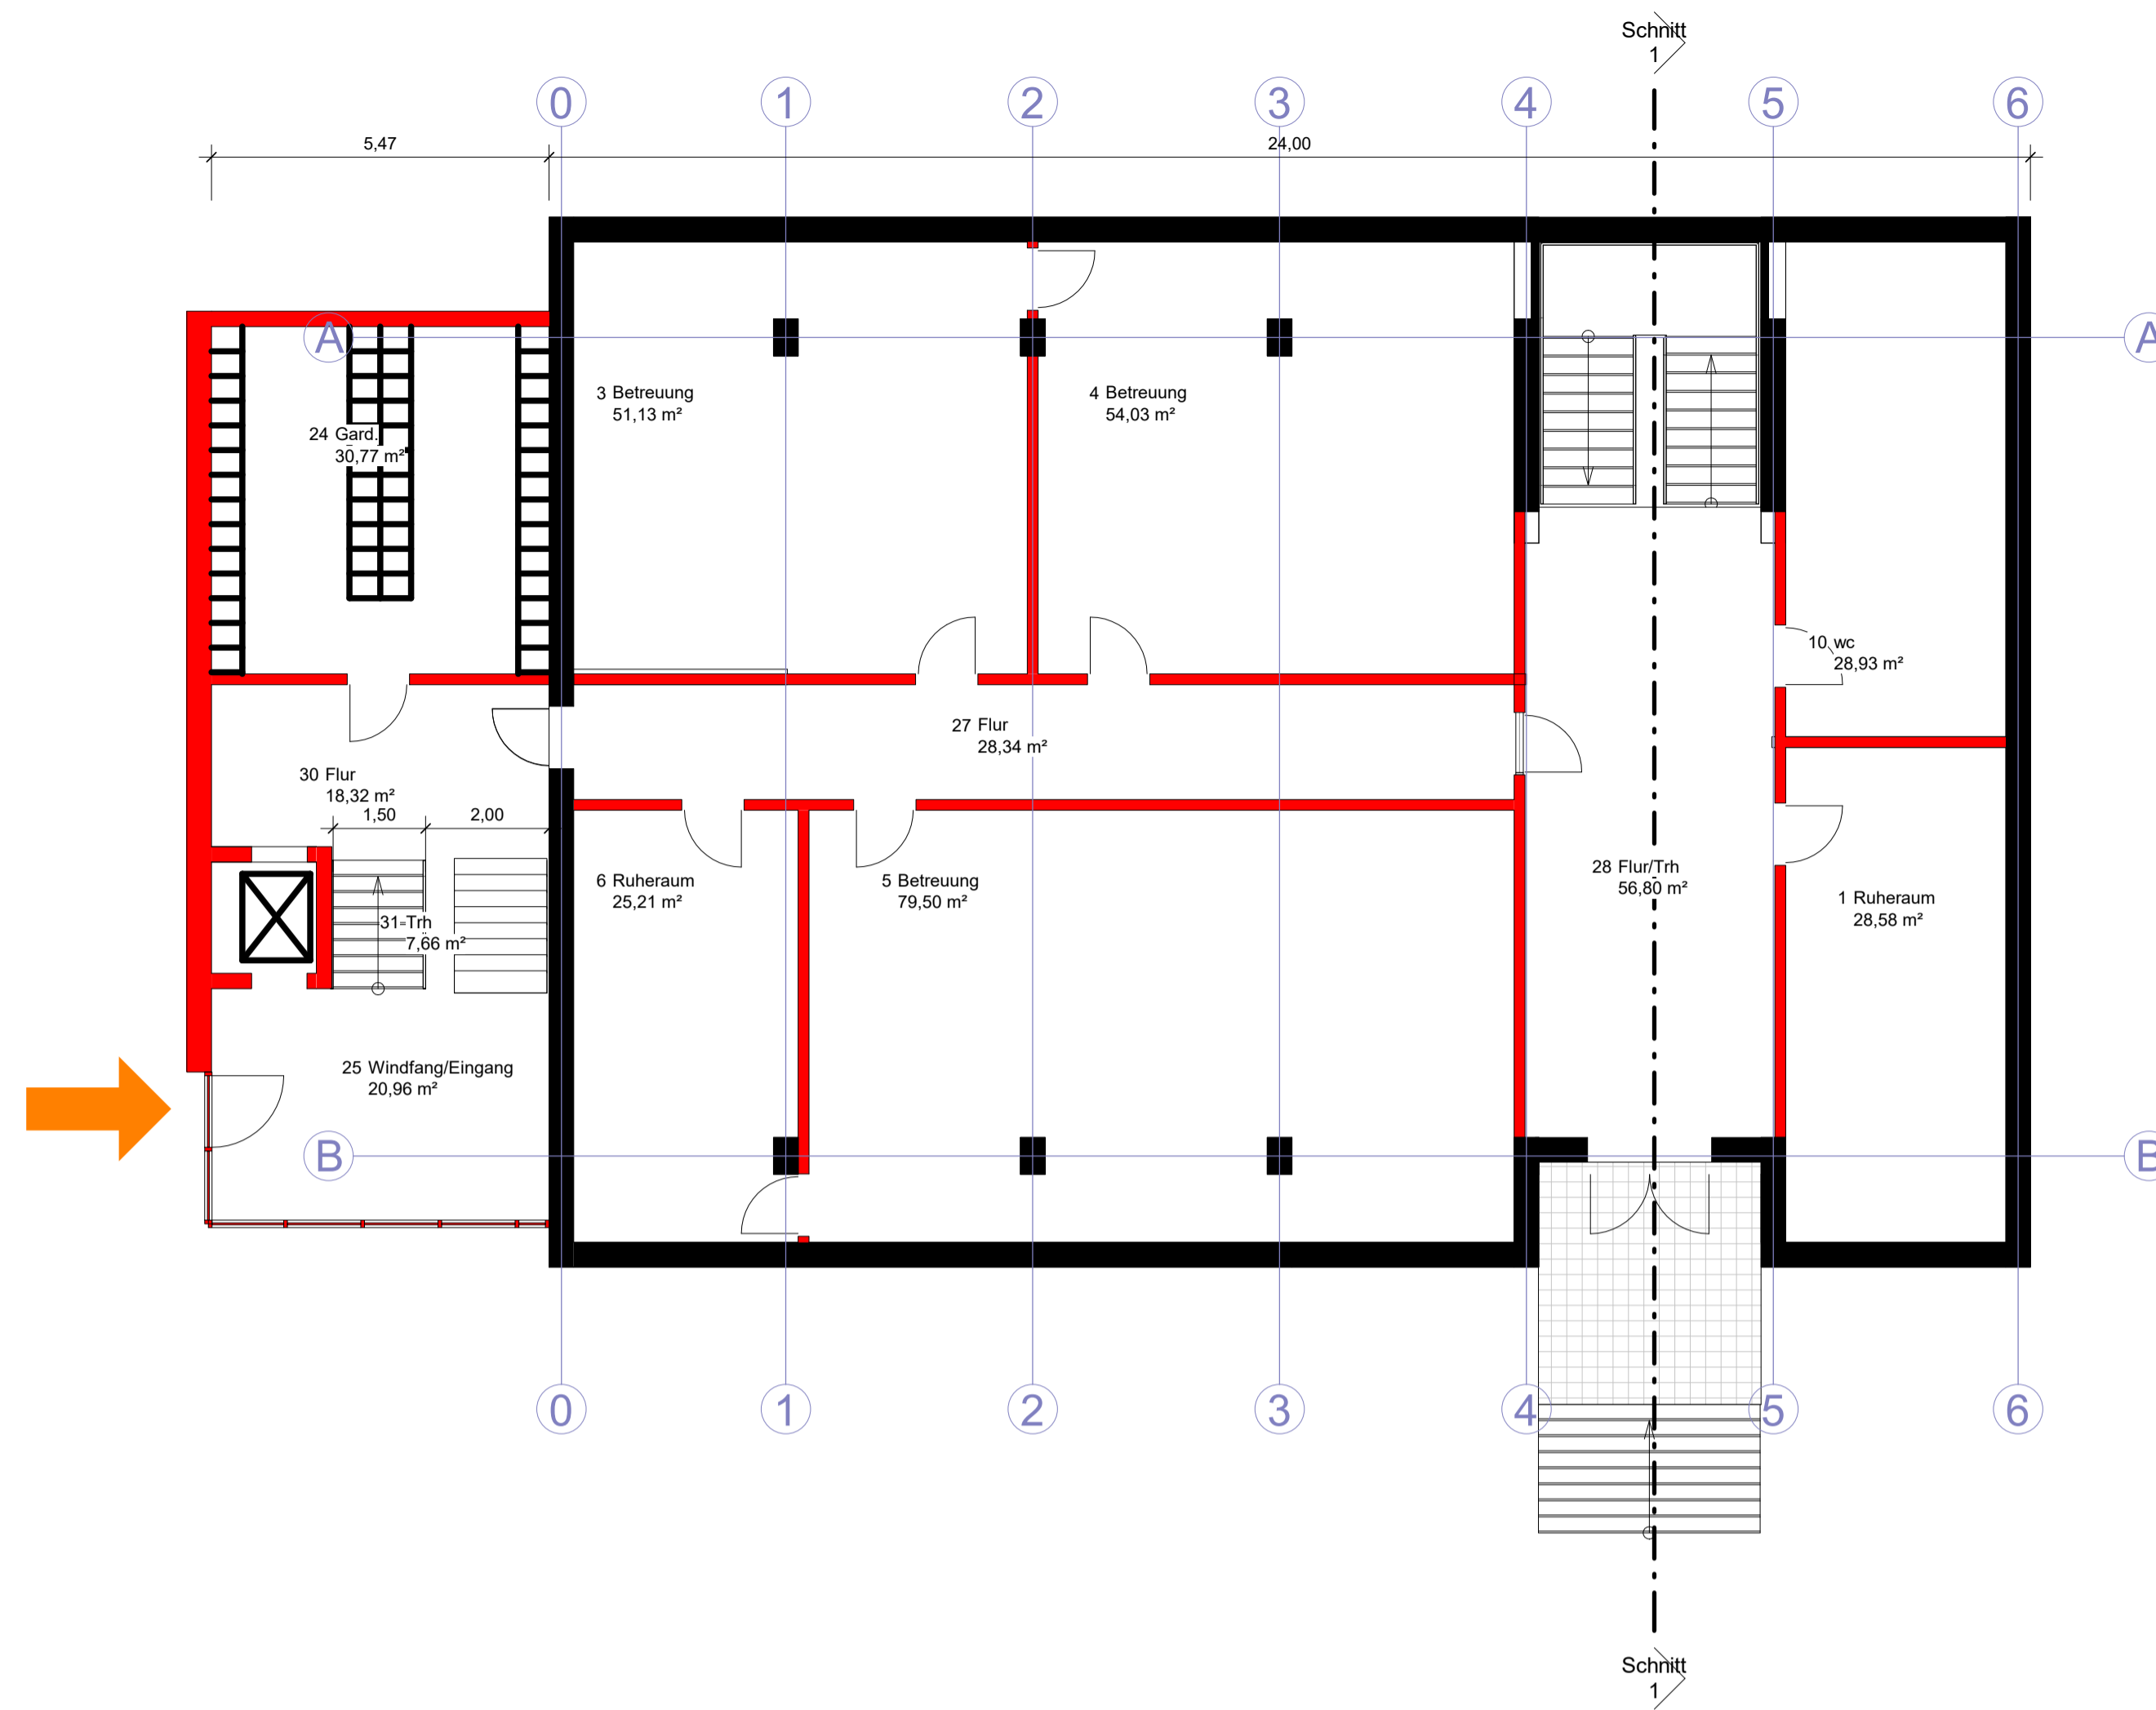 Schnitt
1
0 1 2 3 4 5 6
5,47 24,00
A A
3 Betreuung
51,13 m²
4 Betreuung
54,03 m²
24 Gard.
30,77 m²
10 wc
28,93 m²
27 Flur
28,34 m²
30 Flur
18,32 m²
1,50 2,00
6 Ruheraum
25,21 m²
5 Betreuung
79,50 m²
28 Flur/Trh
56,80 m²
1 Ruheraum
28,58 m²
31 Trh
7,66 m²
25 Windfang/Eingang
20,96 m²
B B
0 1 2 3 4 5 6
Schnitt
1